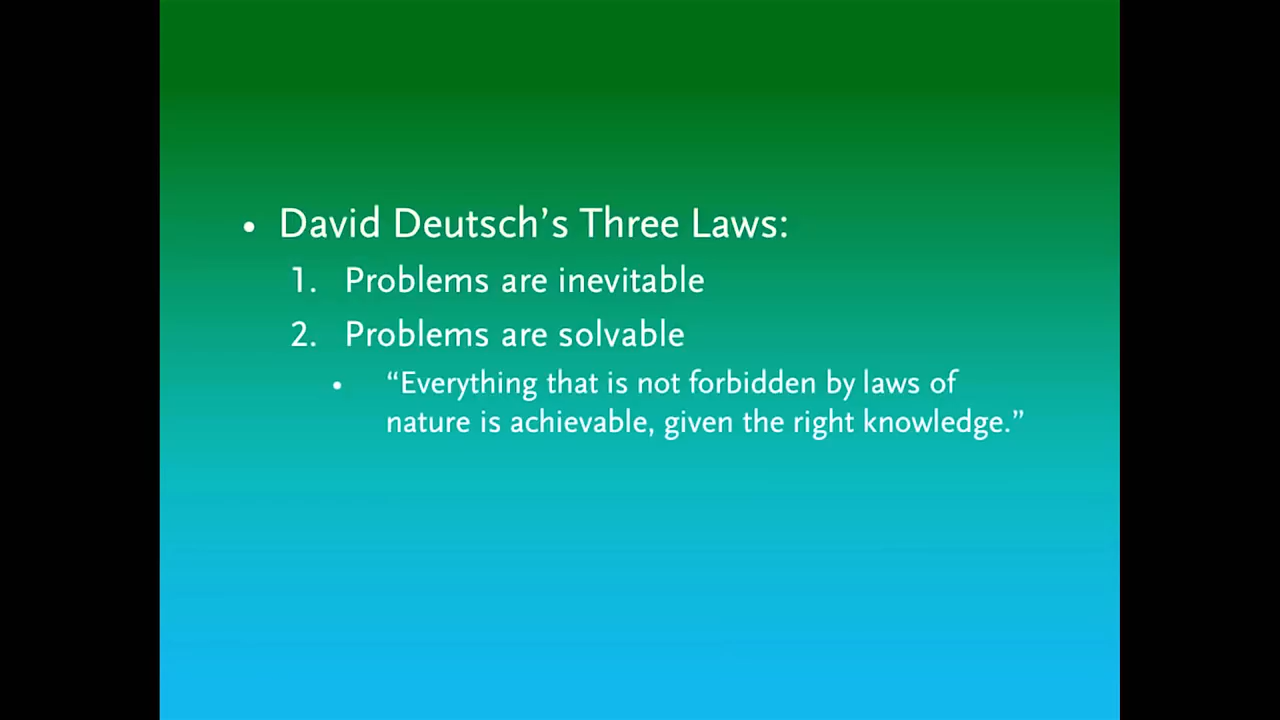 • David Deutsch’s Three Laws:
1. Problems are inevitable
2. Problems are solvable
• “Everything that is not forbidden by laws of
nature is achievable, given the right knowledge.”